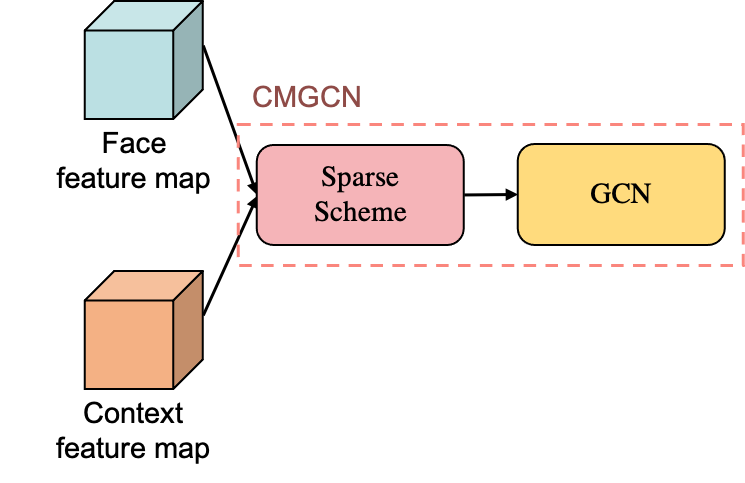 CMGCN
Face
feature map
Sparse
Scheme
GCN
Context
feature map